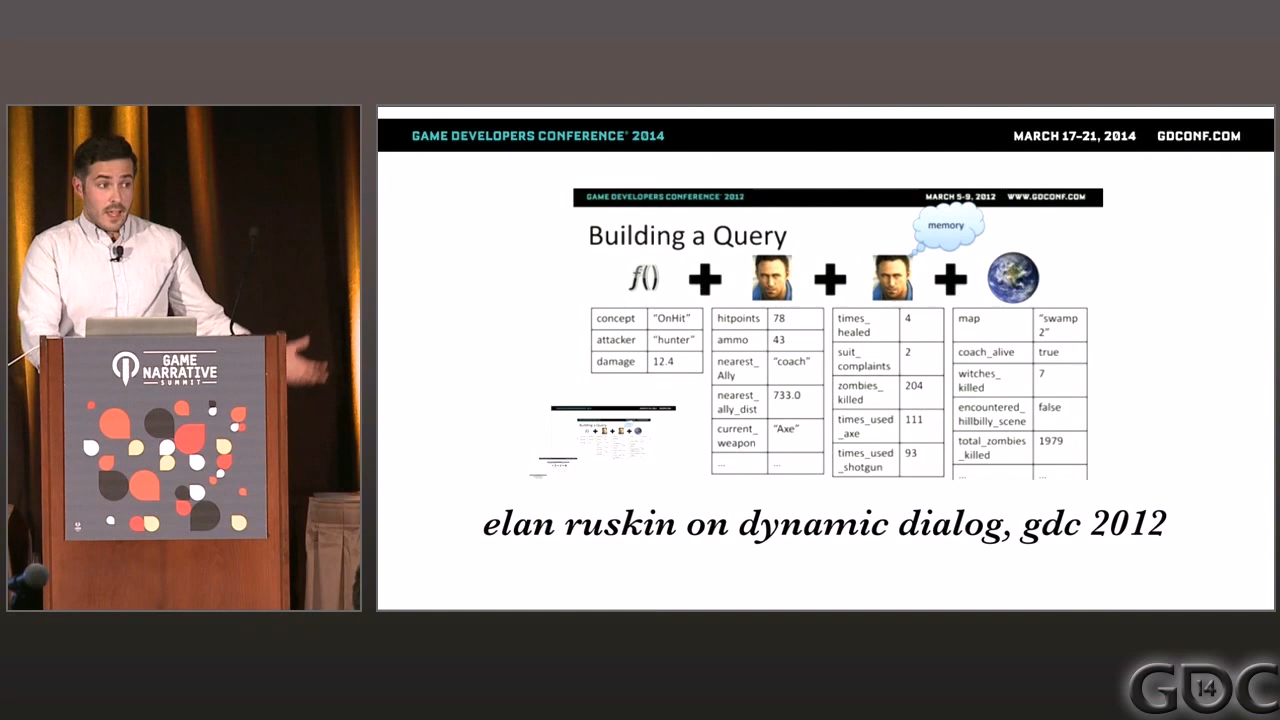 GAME DEVELOPERS CONFERENCE® 2014 MARCH 17–21, 2014 GDCONF.COM
GAME DEVELOPERS CONFERENCE® 2012 MARCH 5-9, 2012 WWW.GDCONF.COM
memory
Building a Query
f()
concept "OnHit"
attacker "hunter"
damage 12.4
hitpoints 78
ammo 43
nearest_ "coach"
Ally
nearest_ 733.0
ally_dist
current_ "Axe"
weapon
... ...
times_ 4
healed
suit_ 2
complaints
zombies_ 204
killed
times_used 111
_axe
times_used 93
_shotgun
map "swamp
2"
coach_alive true
witches_ 7
killed
encountered_ false
hillbilly_scene
total_zombies 1979
_killed
... ...
Building a Query
elan ruskin on dynamic dialog, gdc 2012
GAME
NARRATIVE
SUMMIT
GDC
14